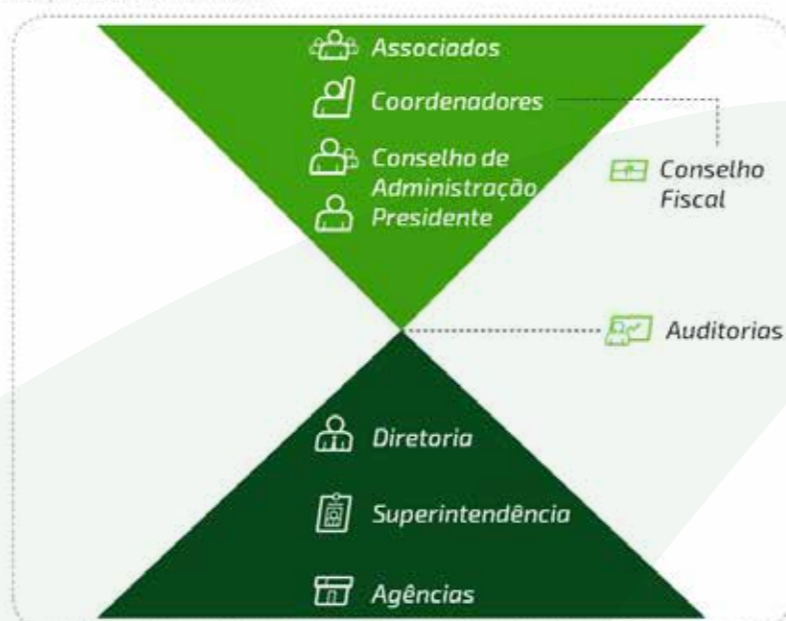 Associados
Coordenadores
Conselho de
Administração
Presidente
Conselho
Fiscal
Auditorias
Diretoria
Superintendência
Agências